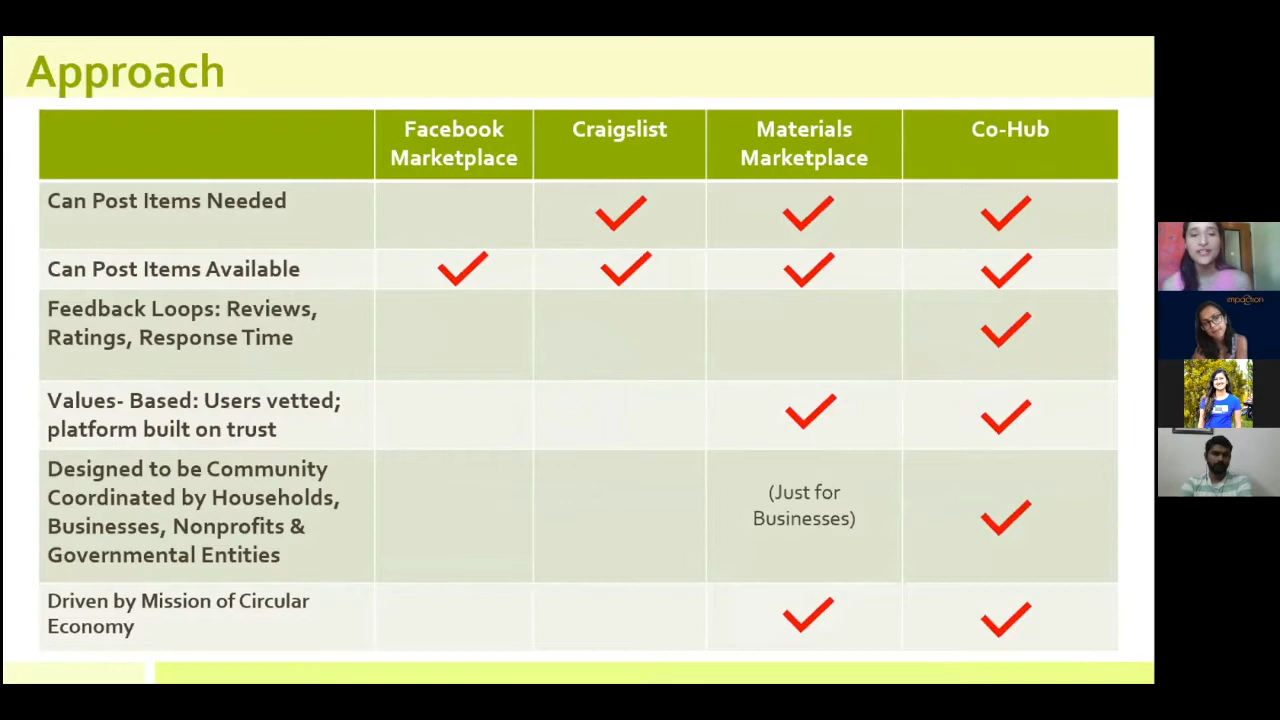 Approach
Facebook
Marketplace
Craigslist
Materials
Marketplace
Co-Hub
Can Post Items Needed
Can Post Items Available
Feedback Loops: Reviews,
Ratings, Response Time
Values- Based: Users vetted;
platform built on trust
Designed to be Community
Coordinated by Households,
Businesses, Nonprofits &
Governmental Entities
(Just for
Businesses)
Driven by Mission of Circular
Economy